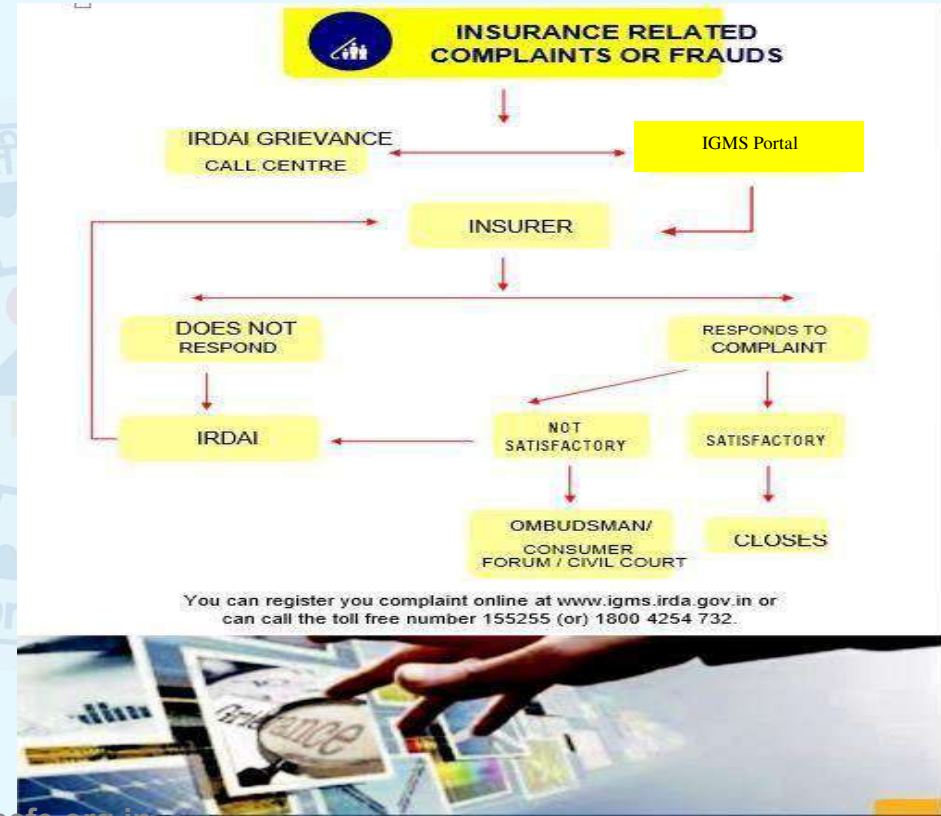 INSURANCE RELATED
COMPLAINTS OR FRAUDS
IRDAI GRIEVANCE
CALL CENTRE
IGMS Portal
INSURER
DOES NOT
RESPOND
RESPONDS TO
COMPLAINT
IRDAI
NOT
SATISFACTORY
SATISFACTORY
OMBUDSMAN/
CONSUMER
FORUM / CIVIL COURT
CLOSES
You can register you complaint online at www.igms.irda.gov.in or
can call the toll free number 155255 (or) 1800 4254 732.
Grievance